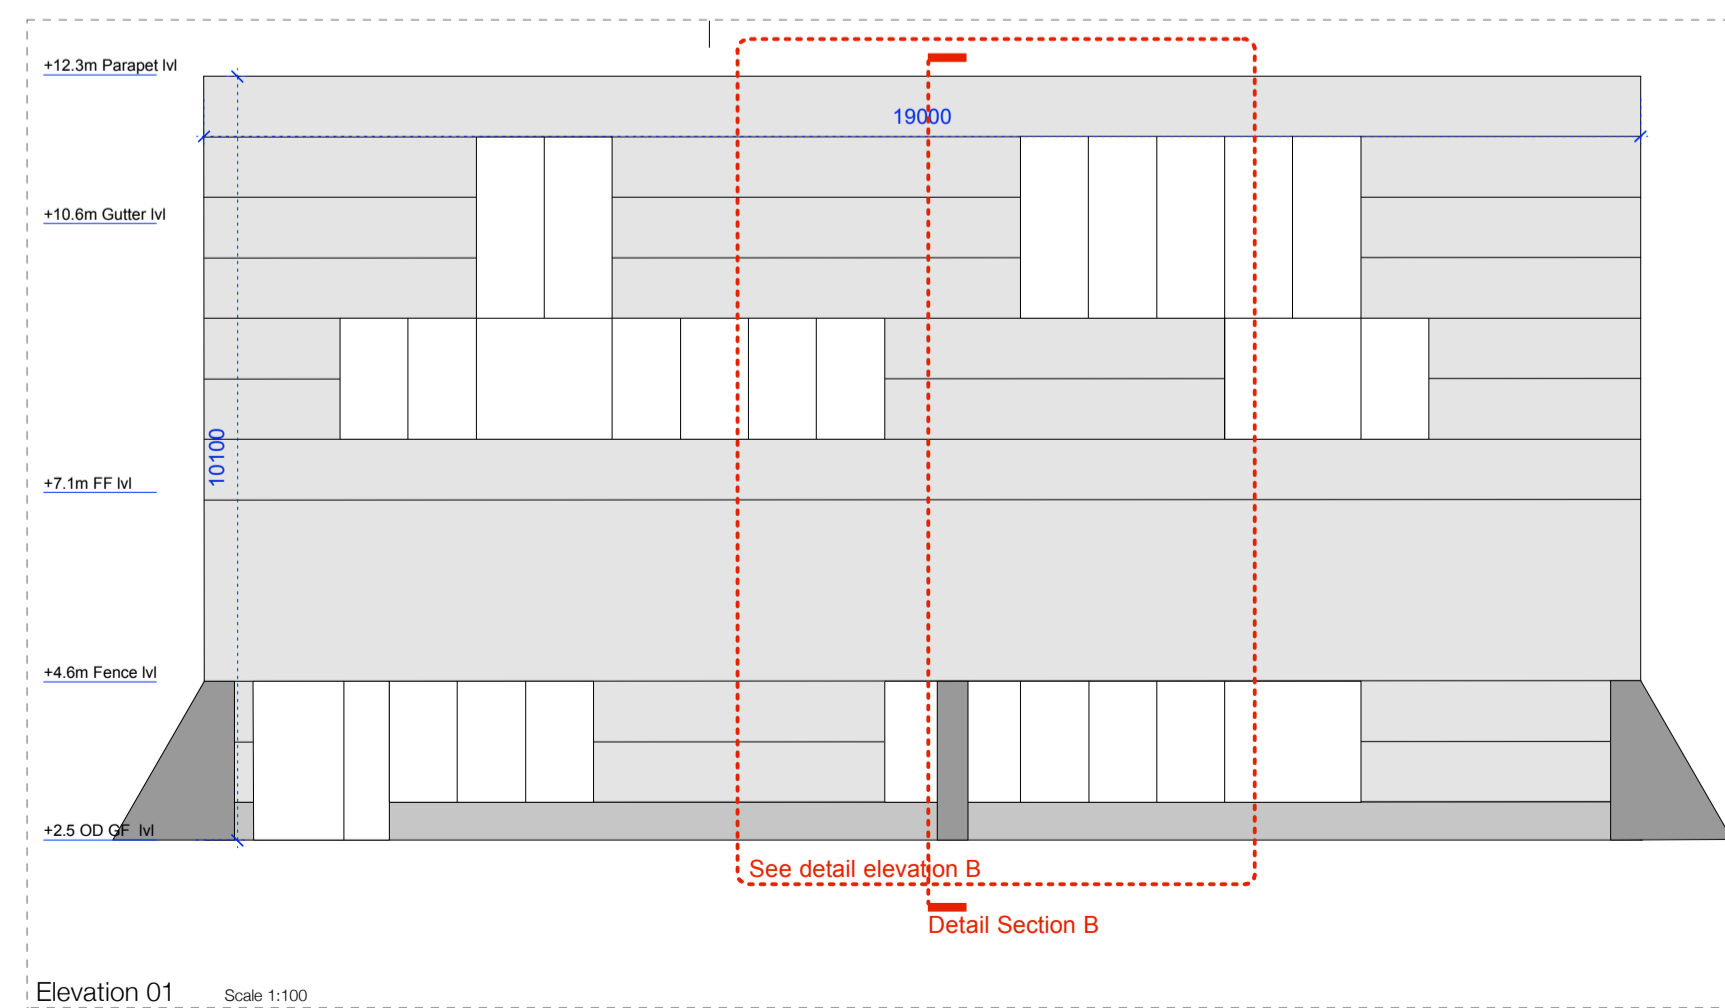 +12.3m Parapet lvl
19000
+10.6m Gutter lvl
10100
+7.1m FF lvl
+4.6m Fence lvl
+2.5 OD GF lvl
See detail elevation B
Detail Section B
Elevation 01
Scale 1:100